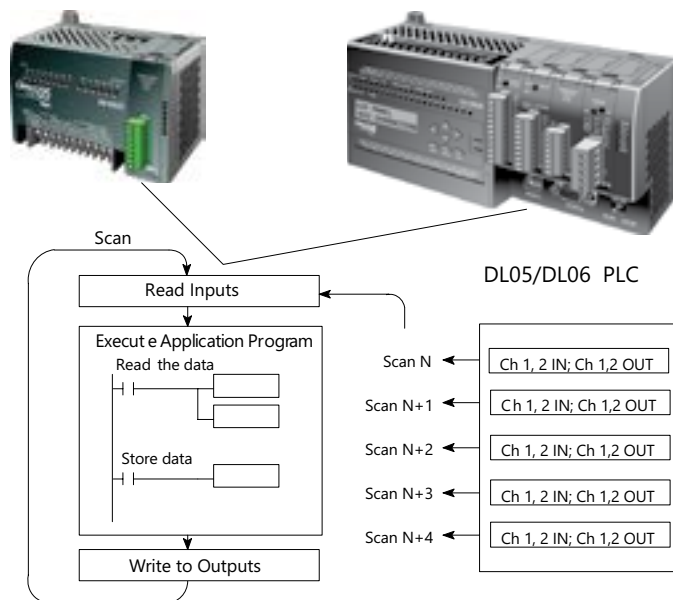 Scan
DL05/DL06 PLC
Read Inputs
Execut e Application Program
Read the data
Store data
Write to Outputs
Scan N
Ch 1, 2 IN; Ch 1,2 OUT
Scan N+1
Ch 1, 2 IN; Ch 1,2 OUT
Scan N+2
Ch 1, 2 IN; Ch 1,2 OUT
Scan N+3
Ch 1, 2 IN; Ch 1,2 OUT
Scan N+4
Ch 1, 2 IN; Ch 1,2 OUT